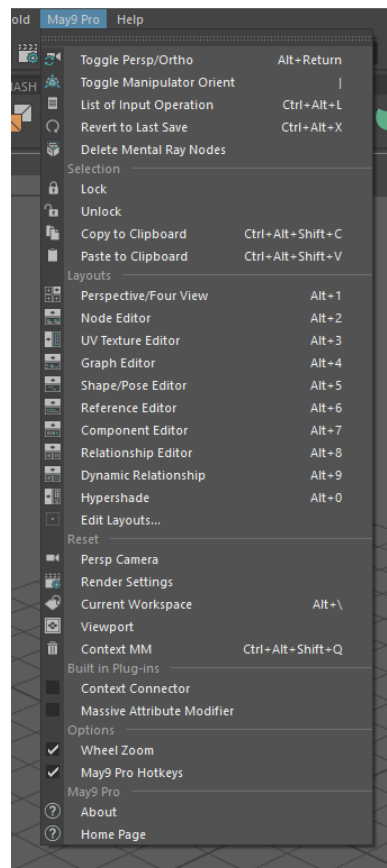 old May9 Pro Help
MASH
Toggle Persp/Ortho Alt+Return
Toggle Manipulator Orient |
List of Input Operation Ctrl+Alt+L
Revert to Last Save Ctrl+Alt+X
Delete Mental Ray Nodes
Selection
Lock
Unlock
Copy to Clipboard Ctrl+Alt+Shift+C
Paste to Clipboard Ctrl+Alt+Shift+V
Layouts
Perspective/Four View Alt+1
Node Editor Alt+2
UV Texture Editor Alt+3
Graph Editor Alt+4
Shape/Pose Editor Alt+5
Reference Editor Alt+6
Component Editor Alt+7
Relationship Editor Alt+8
Dynamic Relationship Alt+9
Hypershade Alt+0
Edit Layouts...
Reset
Persp Camera
Render Settings
Current Workspace Alt+\
Viewport
Context MM Ctrl+Alt+Shift+Q
Built in Plug-ins
Context Connector
Massive Attribute Modifier
Options
Wheel Zoom
May9 Pro Hotkeys
May9 Pro
About
Home Page